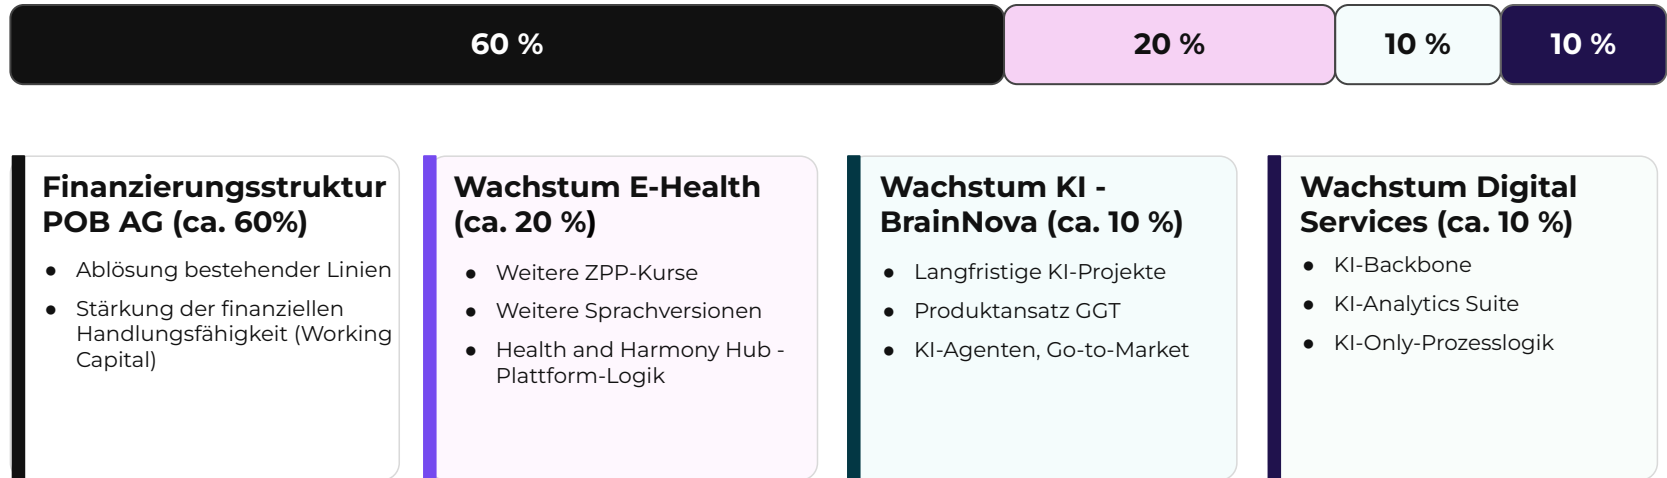 60 %
20 %
10 %
10 %
Finanzierungsstruktur
POB AG (ca. 60%)
● Ablösung bestehender Linien
● Stärkung der finanziellen
Handlungsfähigkeit (Working
Capital)
Wachstum E-Health
(ca. 20 %)
● Weitere ZPP-Kurse
● Weitere Sprachversionen
● Health and Harmony Hub -
Plattform-Logik
Wachstum KI -
BrainNova (ca. 10 %)
● Langfristige KI-Projekte
● Produktansatz GGT
● KI-Agenten, Go-to-Market
Wachstum Digital
Services (ca. 10 %)
● KI-Backbone
● KI-Analytics Suite
● KI-Only-Prozesslogik